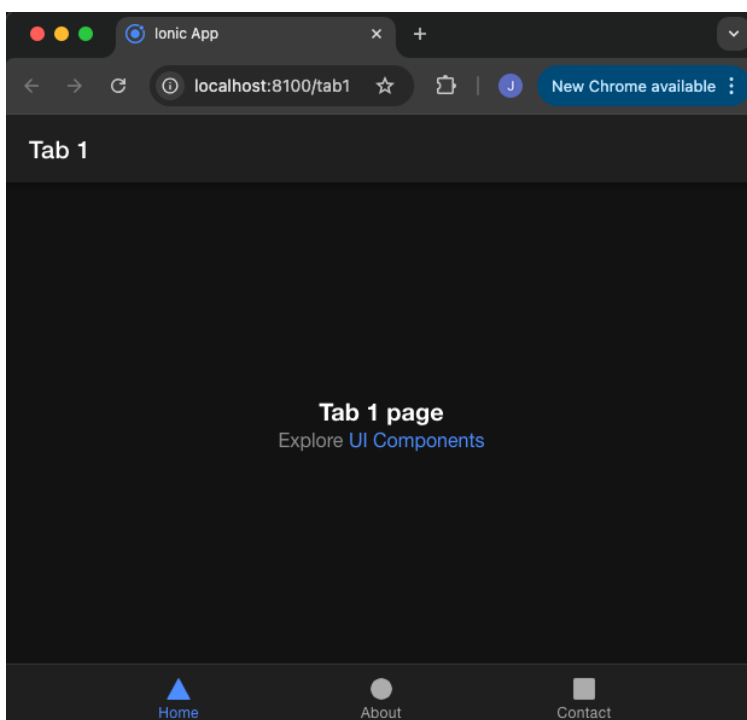 Ionic App
localhost:8100/tab1
J
New Chrome available
Tab 1
Tab 1 page
Explore UI Components
Home About Contact